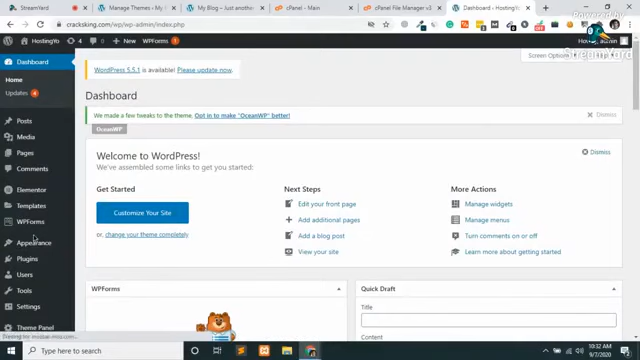 StreamYard
Manage Themes
My Blog – Just anoth
cPanel - Main
cPanel File Manager v3
Dashboard
cracksking.com/wp/wp-admin/index.php
StreamYard
HostingYo
4
0
New
WPForms
admin
Screen Options
Dashboard
Home
Updates 4
Posts
Media
Pages
Comments
Elementor
Templates
WPForms
Appearance
Plugins
Users
Tools
Settings
Theme Panel
WordPress 5.5.1 is available! Please update now.
Dashboard
We made a few tweaks to the theme. Opt in to make "OceanWP" better!
Dismiss
OceanWP
Welcome to WordPress!
Dismiss
We've assembled some links to get you started:
Get Started
Customize Your Site
or, change your theme completely
Next Steps
Edit your front page
Add additional pages
Add a blog post
View your site
More Actions
Manage widgets
Manage menus
Turn comments on or off
Learn more about getting started
WPForms
Quick Draft
Title
Content
Type here to search
10:32 AM
9/7/2020